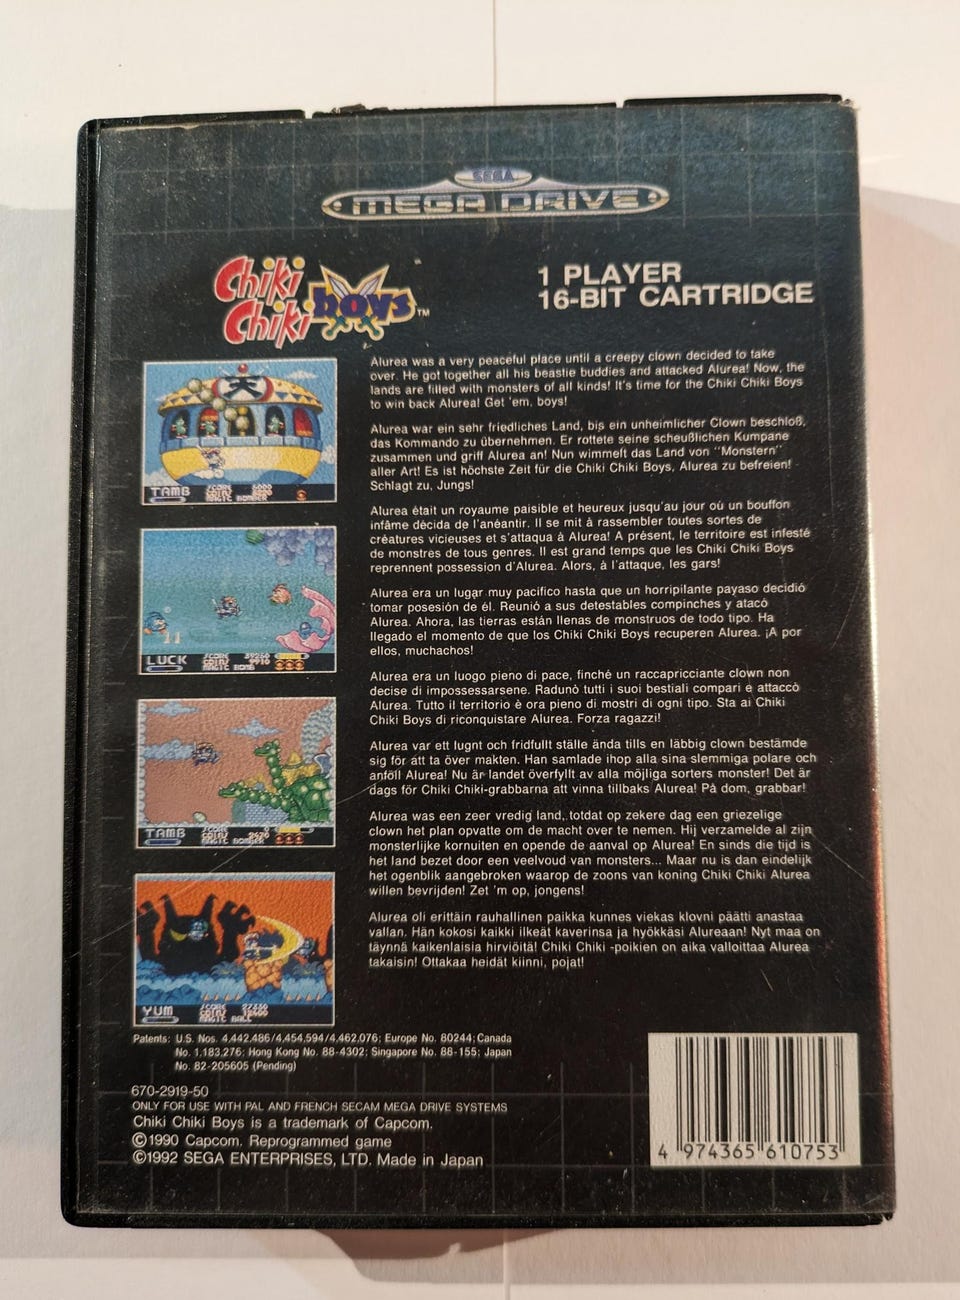 SEGA
MEGA DRIVE
Chiki
Chiki boys™
1 PLAYER
16-BIT CARTRIDGE
Alurea was a very peaceful place until a creepy clown decided to take
over. He got together all his beastie buddies and attacked Alurea! Now, the
lands are filled with monsters of all kinds! It's time for the Chiki Chiki Boys
to win back Alurea! Get 'em, boys!
Alurea war ein sehr friedliches Land, bis ein unheimlicher Clown beschloß,
das Kommando zu übernehmen. Er rottete seine scheußlichen Kumpane
zusammen und griff Alurea an! Nun wimmelt das Land von "Monstern"
aller Art! Es ist höchste Zeit für die Chiki Chiki Boys, Alurea zu befreien!
Schlagt zu, Jungs!
Alurea était un royaume paisible et heureux jusqu'au jour où un bouffon
infâme décida de l'anéantir. Il se mit à rassembler toutes sortes de
créatures vicieuses et s'attaqua à Alurea! A présent, le territoire est infesté
de monstres de tous genres. Il est grand temps que les Chiki Chiki Boys
reprennent possession d'Alurea. Alors, à l'attaque, les gars!
Alurea era un lugar muy pacifico hasta que un horripilante payaso decidió
tomar posesión de él. Reunió a sus detestables compinches y atacó
Alurea. Ahora, las tierras están llenas de monstruos de todo tipo. Ha
llegado el momento de que los Chiki Chiki Boys recuperen Alurea. ¡A por
ellos, muchachos!
Alurea era un luogo pieno di pace, finché un raccapricciante clown non
decise di impossessarsene. Radunò tutti i suoi bestiali compari e attaccò
Alurea. Tutto il territorio è ora pieno di mostri di ogni tipo. Sta ai Chiki
Chiki Boys di riconquistare Alurea. Forza ragazzi!
Alurea var ett lugnt och fridfullt ställe ända tills en läbbig clown bestämde
sig för att ta över makten. Han samlade ihop alla sina slemmiga polare och
anföll Alurea! Nu är landet överfyllt av alla möjliga sorters monster! Det är
dags för Chiki Chiki-grabbarna att vinna tillbaks Alurea! På dom, grabbar!
Alurea was een zeer vredig land, totdat op zekere dag een griezelige
clown het plan opvatte om de macht over te nemen. Hij verzamelde al zijn
monsterlijke kornuiten en opende de aanval op Alurea! En sinds die tijd is
het land bezet door een veelvoud van monsters... Maar nu is dan eindelijk
het ogenblik aangebroken waarop de zoons van koning Chiki Chiki Alurea
willen bevrijden! Zet 'm op, jongens!
Alurea oli erittäin rauhallinen paikka kunnes viekas klovni päätti anastaa
vallan. Hän kokosi kaikki ilkeät kaverinsa ja hyökkäsi Alureaan! Nyt maa on
täynnä kaikenlaisia hirviöitä! Chiki Chiki -poikien on aika valloittaa Alurea
takaisin! Ottakaa heidät kiinni, pojat!
TAMB SCORE 6000
COINS
MAGIC BOMBER
11
LUCK SCORE 39260
COINS 9910
MAGIC BOMB
TAMB SCORE
COINS 2620
MAGIC BOMBER
YUM SCORE 27330
COINS 12600
MAGIC BALL
Patents: U.S. Nos. 4,442,486/4,454,594/4,462,076; Europe No. 80244; Canada
No. 1,183,276; Hong Kong No. 88-4302; Singapore No. 88-155; Japan
No. 82-205605 (Pending)
670-2919-50
ONLY FOR USE WITH PAL AND FRENCH SECAM MEGA DRIVE SYSTEMS
Chiki Chiki Boys is a trademark of Capcom.
©1990 Capcom. Reprogrammed game
©1992 SEGA ENTERPRISES, LTD. Made in Japan
4 974365 610753